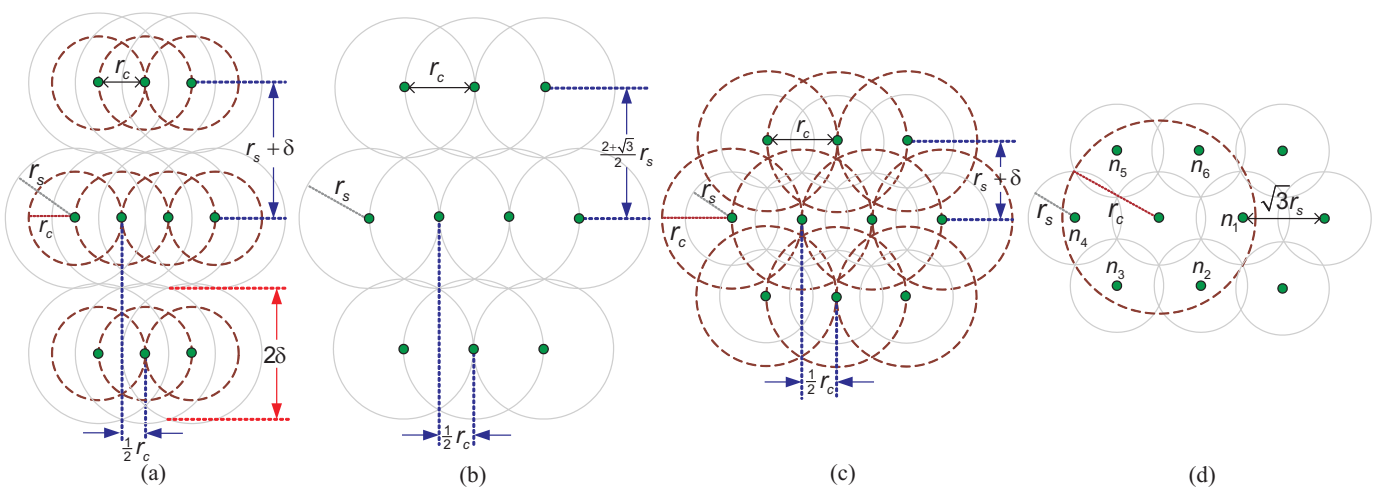 r_c
r_s + δ
r_s
r_c
2δ
½ r_c
(a)
r_c
(2+√3)/2 r_s
r_s
½ r_c
(b)
r_c
r_s + δ
r_s
r_c
½ r_c
(c)
n_5
n_6
r_s
r_c
n_4
n_1
√3r_s
n_3
n_2
(d)